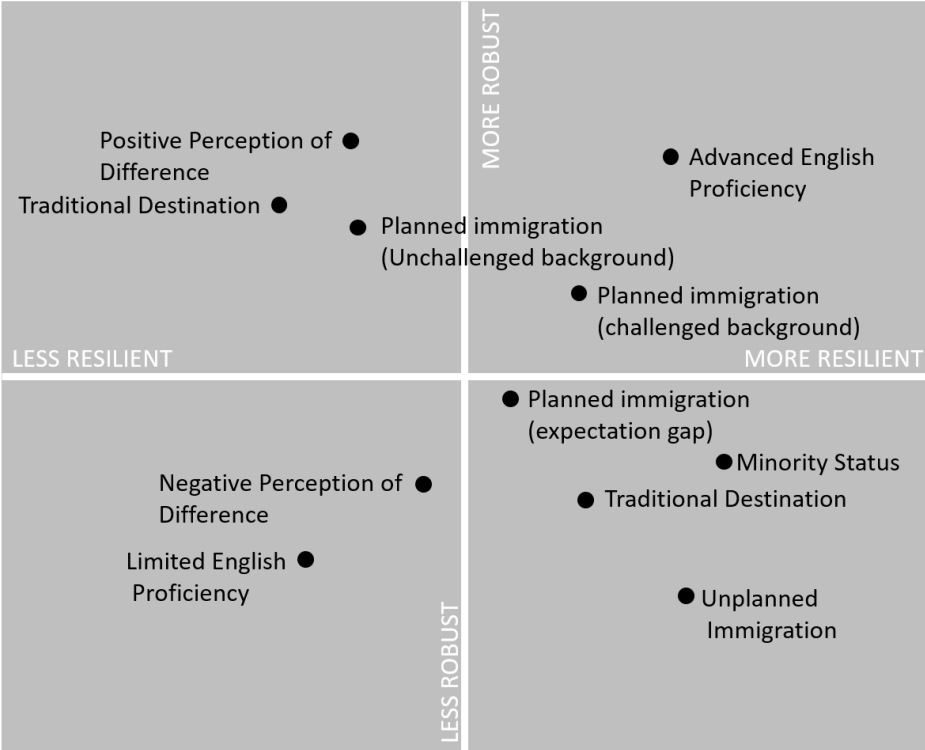 MORE ROBUST
Positive Perception of
Difference
Advanced English
Proficiency
Traditional Destination
Planned immigration
(Unchallenged background)
Planned immigration
(challenged background)
LESS RESILIENT
MORE RESILIENT
Planned immigration
(expectation gap)
Minority Status
Negative Perception of
Difference
Traditional Destination
Limited English
Proficiency
Unplanned
Immigration
LESS ROBUST